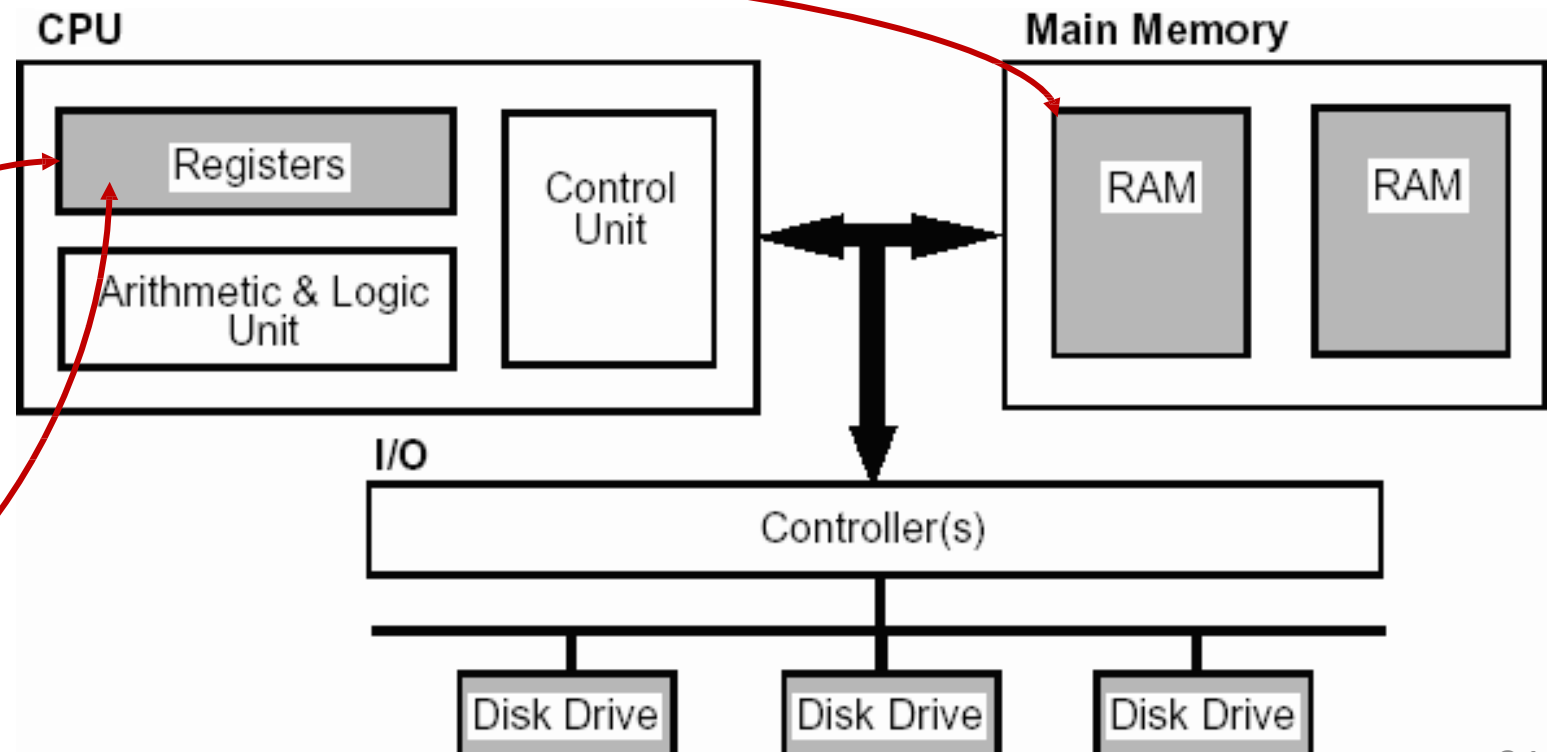 CPU
Main Memory
Registers
Control
Unit
Arithmetic & Logic
Unit
RAM
RAM
I/O
Controller(s)
Disk Drive
Disk Drive
Disk Drive